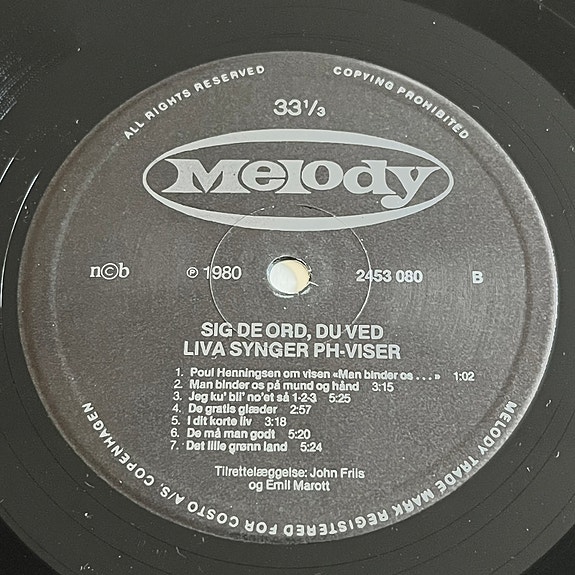 ALL RIGHTS RESERVED
COPYING PROHIBITED
33 1/3
Melody
n©b
℗ 1980
2453 080
B
SIG DE ORD, DU VED
LIVA SYNGER PH-VISER
1. Poul Henningsen om visen «Man binder os . . .» 1:02
2. Man binder os på mund og hånd 3:15
3. Jeg ku' bli' no'et så 1-2-3 5:25
4. De gratis glæder 2:57
5. I dit korte liv 3:18
6. De må man godt 5:20
7. Det lille grønn land 5:24
Tilrettelæggelse: John Friis
og Emil Marott
MELODY TRADE MARK REGISTERED FOR COSTO A/S, COPENHAGEN